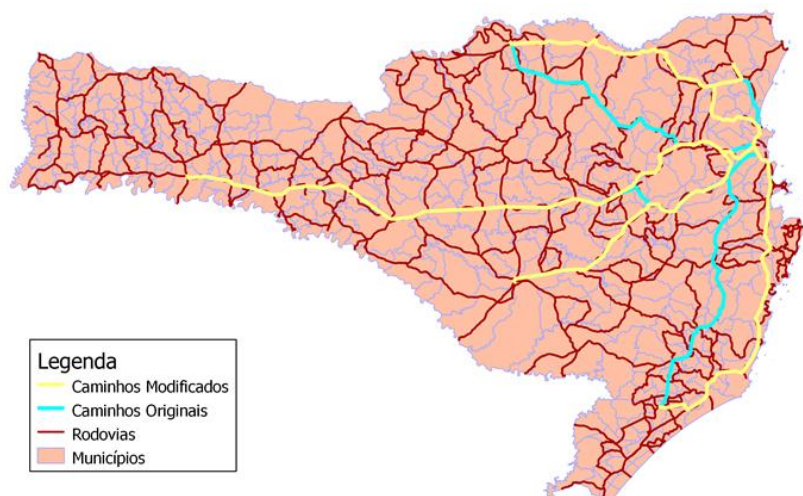 Legenda
Caminhos Modificados
Caminhos Originais
Rodovias
Municípios